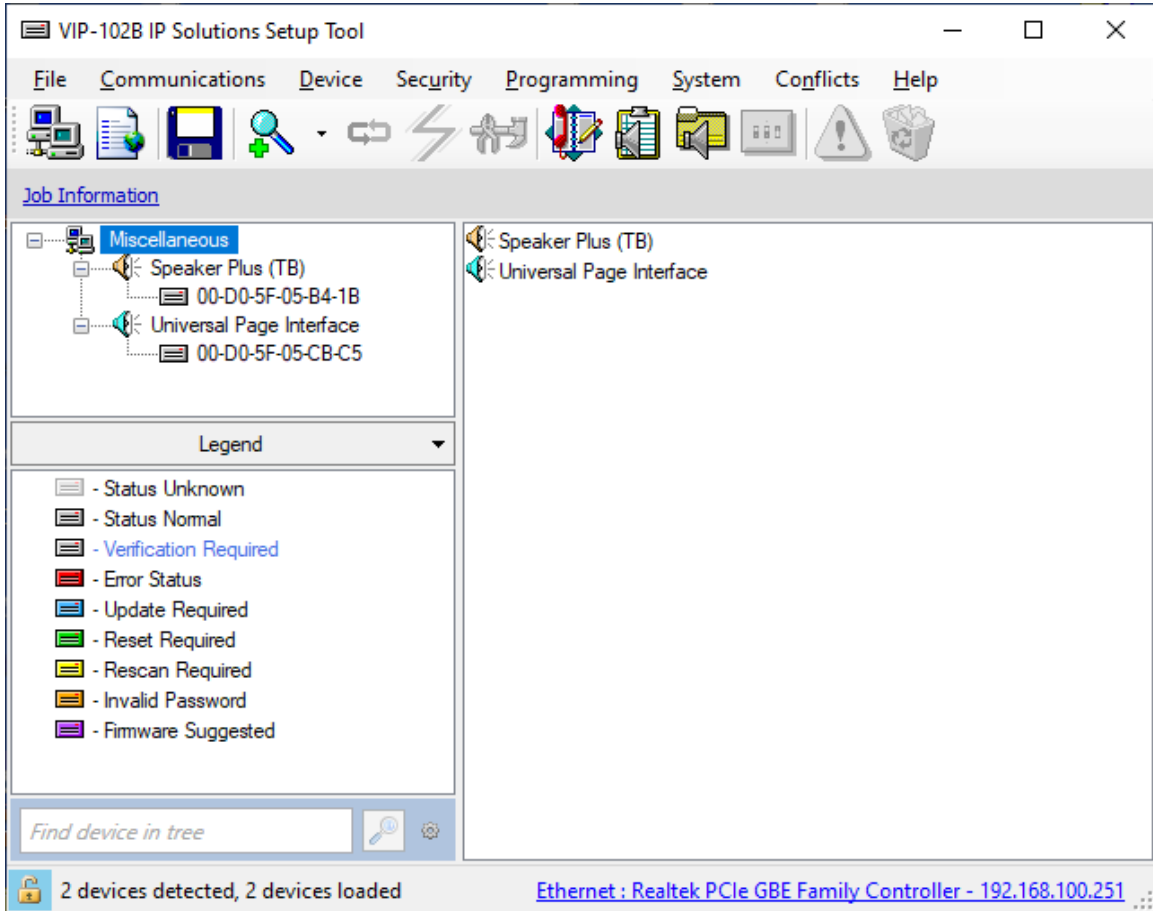 VIP-102B IP Solutions Setup Tool
File Communications Device Security Programming System Conflicts Help
Job Information
Miscellaneous
Speaker Plus (TB)
00-D0-5F-05-B4-1B
Universal Page Interface
00-D0-5F-05-CB-C5
Speaker Plus (TB)
Universal Page Interface
Legend
- Status Unknown
- Status Normal
- Verification Required
- Error Status
- Update Required
- Reset Required
- Rescan Required
- Invalid Password
- Firmware Suggested
Find device in tree
2 devices detected, 2 devices loaded
Ethernet : Realtek PCIe GBE Family Controller - 192.168.100.251